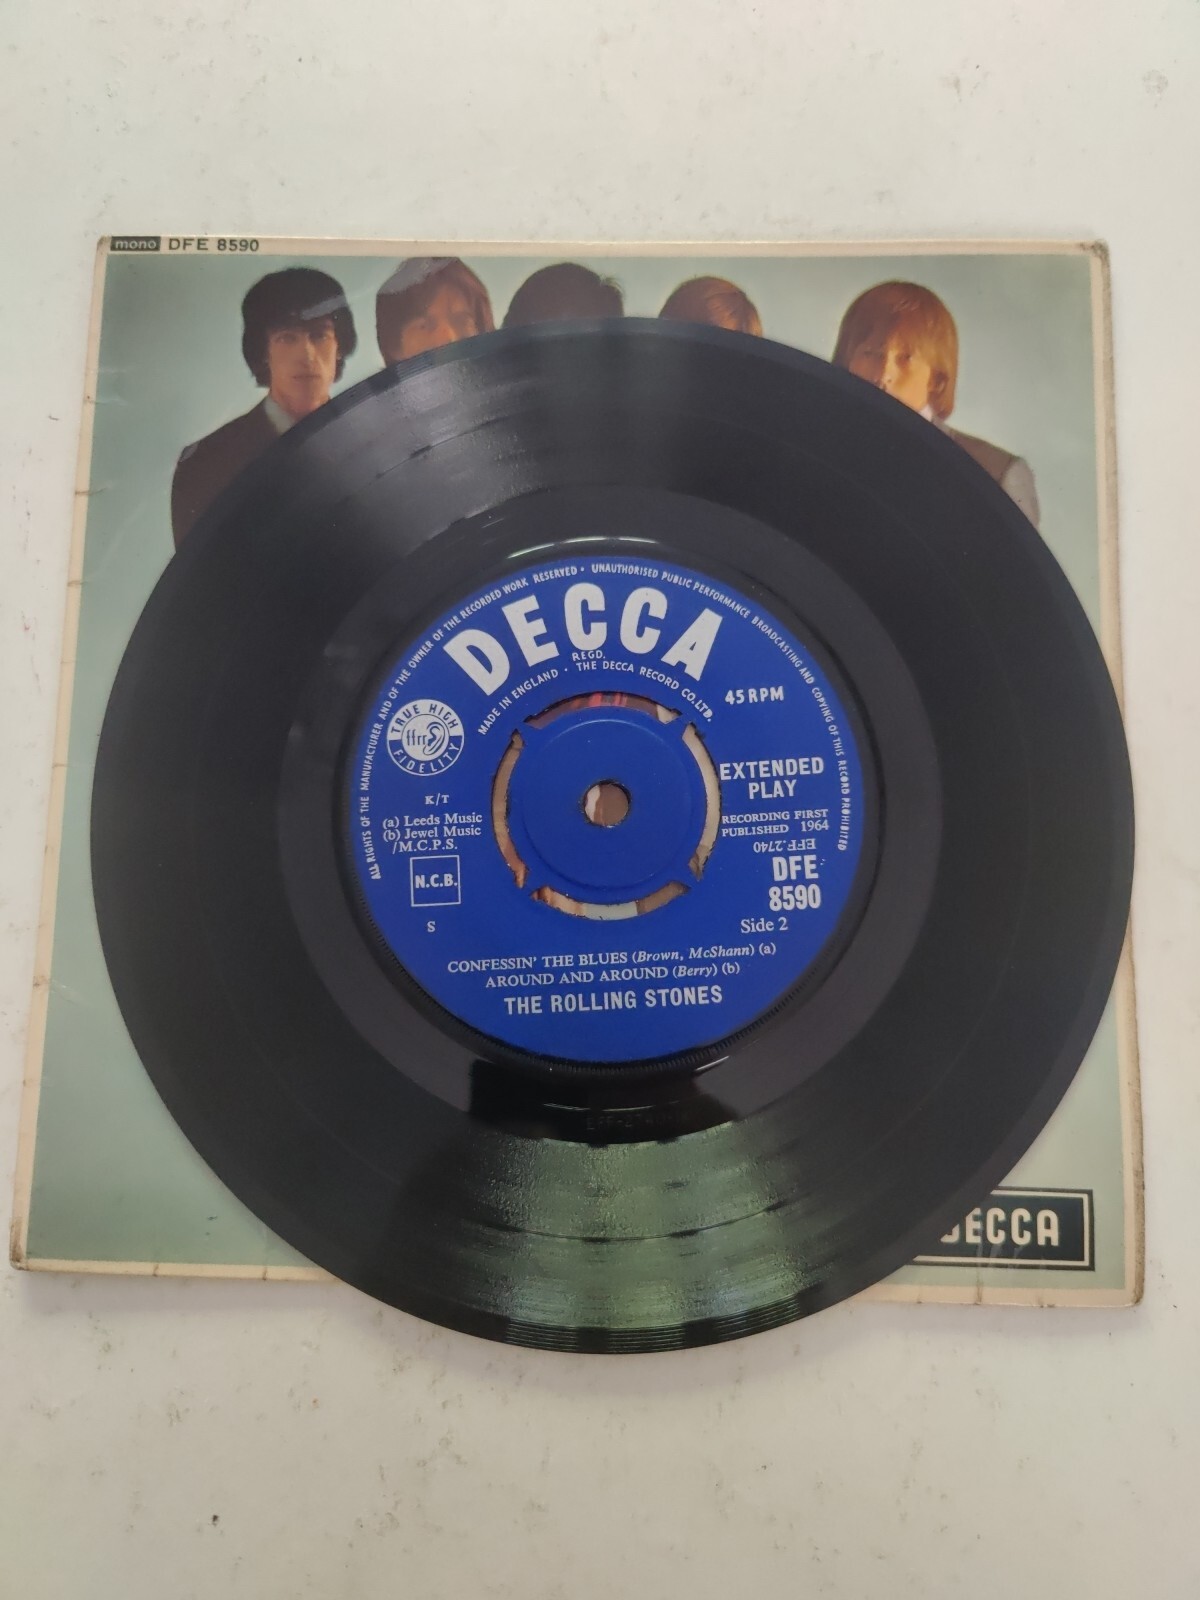 mono DFE 8590
ALL RIGHTS OF THE MANUFACTURER AND OF THE OWNER OF THE RECORDED WORK RESERVED · UNAUTHORISED PUBLIC PERFORMANCE BROADCASTING AND COPYING OF THIS RECORD PROHIBITED
DECCA
REGD.
MADE IN ENGLAND · THE DECCA RECORD CO. LTD.
45 RPM
TRUE HIGH
ffrr
FIDELITY
EXTENDED
PLAY
K/T
(a) Leeds Music
(b) Jewel Music
/M.C.P.S.
RECORDING FIRST
PUBLISHED 1964
EFF.2740
N.C.B.
DFE
8590
S
Side 2
CONFESSIN' THE BLUES (Brown, McShann) (a)
AROUND AND AROUND (Berry) (b)
THE ROLLING STONES
DECCA